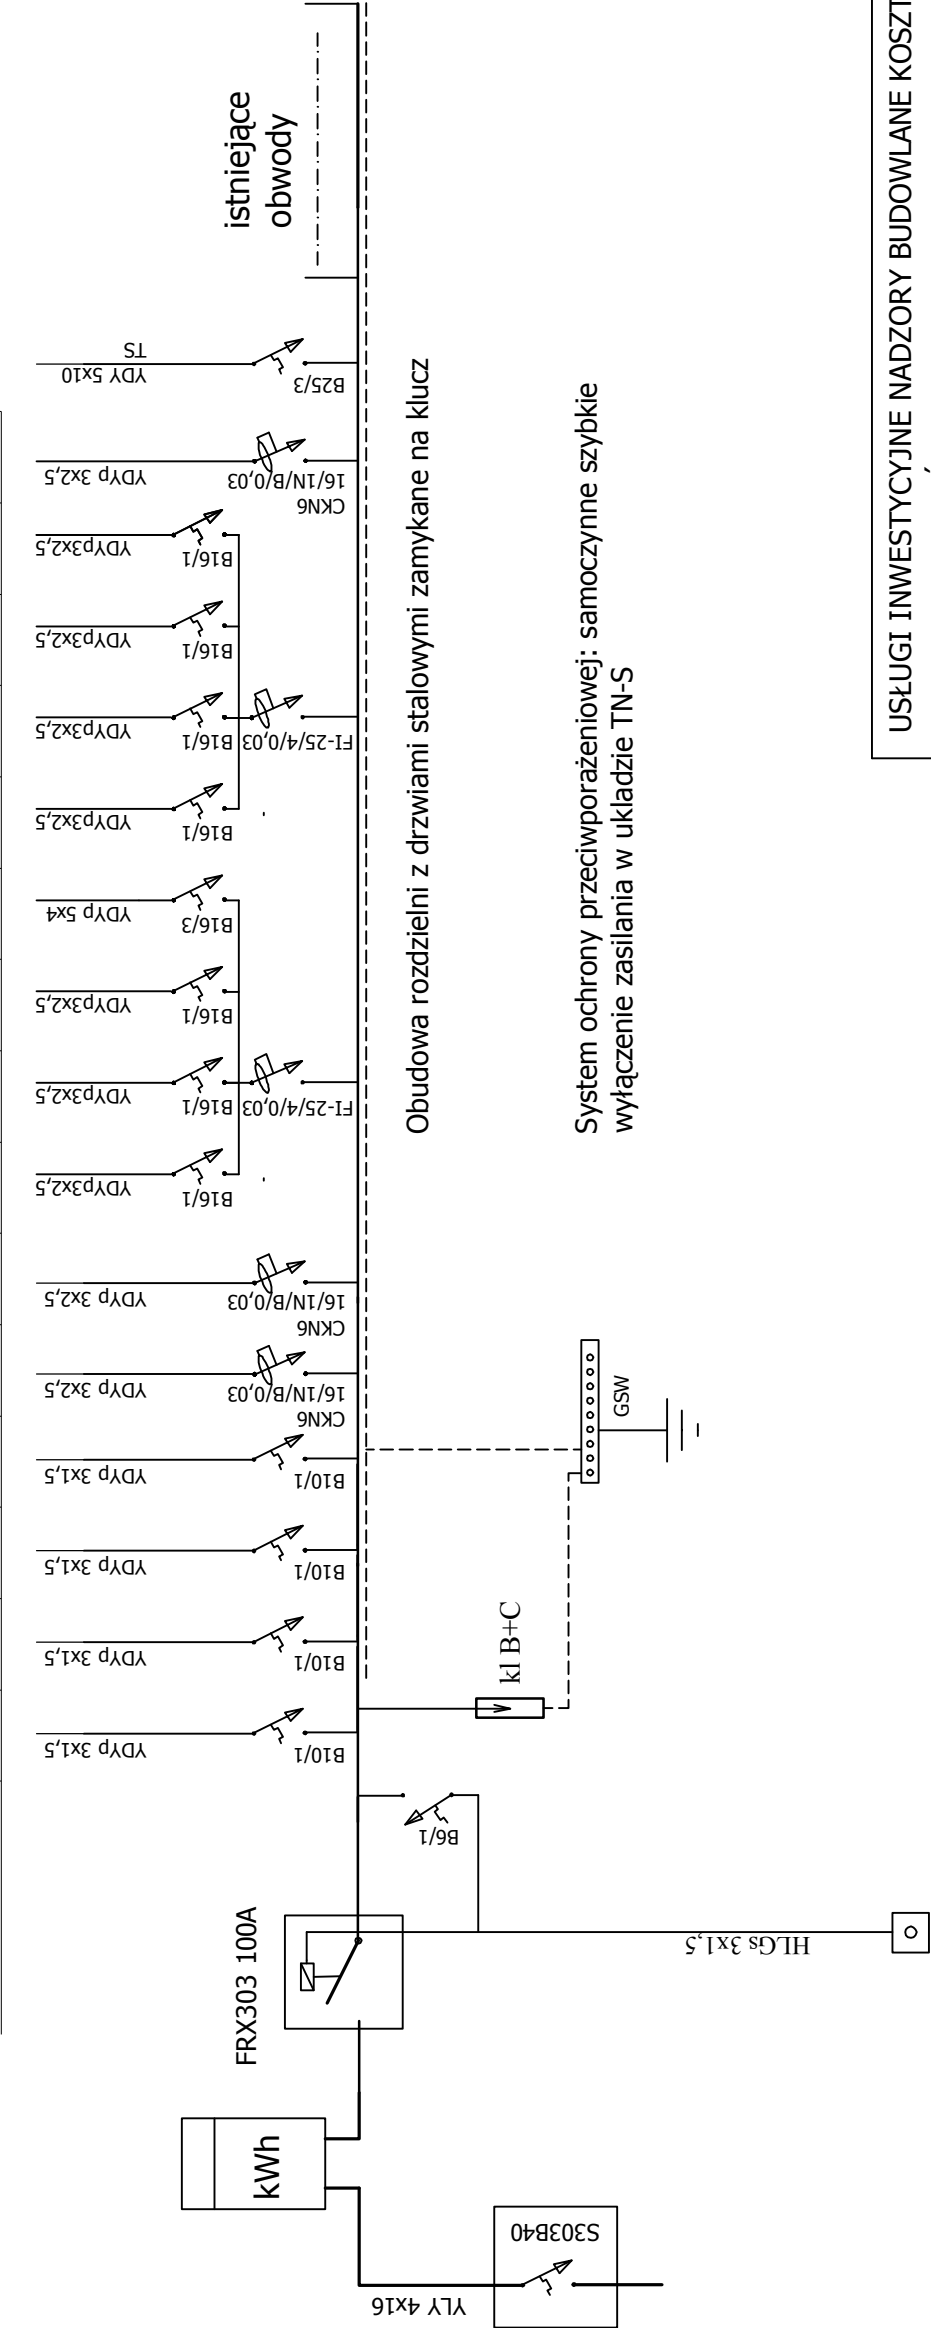 YLY 4x16
S303B40
kWh
FRX303 100A
HLGs 3x1,5
B6/1
kl B+C
GSW
YDYp 3x1,5
B10/1
YDYp 3x1,5
B10/1
YDYp 3x1,5
B10/1
YDYp 3x1,5
B10/1
YDYp 3x2,5
CKN6
16/1N/B/0,03
YDYp 3x2,5
CKN6
16/1N/B/0,03
YDYp3x2,5
B16/1
YDYp3x2,5
B16/1
FI-25/4/0,03
YDYp3x2,5
B16/1
YDYp 5x4
B16/3
YDYp3x2,5
B16/1
YDYp3x2,5
B16/1
FI-25/4/0,03
YDYp3x2,5
B16/1
YDYp3x2,5
B16/1
YDYp 3x2,5
CKN6
16/1N/B/0,03
YDY 5x10
TS
B25/3
istniejące
obwody
Obudowa rozdzielni z drzwiami stalowymi zamykane na klucz
System ochrony przeciwporażeniowej: samoczynne szybkie
wyłączenie zasilania w ukladzie TN-S
USŁUGI INWESTYCYJNE NADZORY BUDOWLANE KOSZT